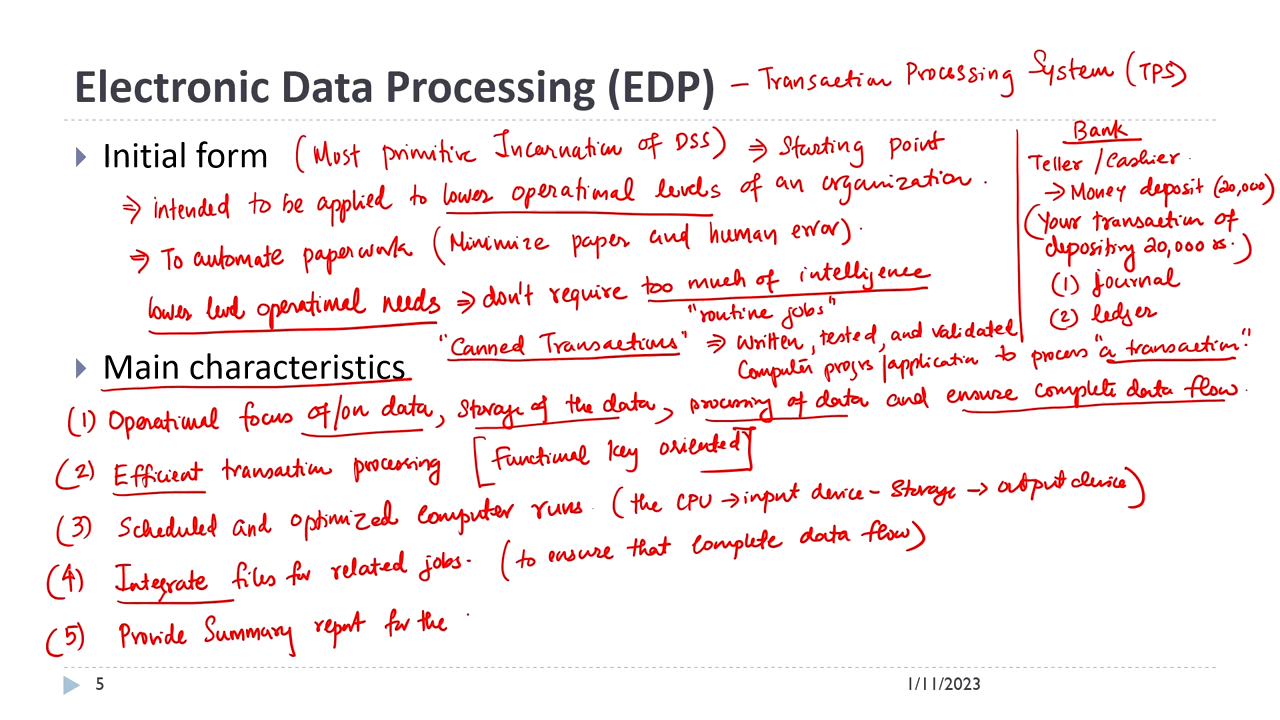 Electronic Data Processing (EDP) – Transaction Processing System (TPS)
Initial form (Most primitive Incarnation of DSS) ⇒ Starting point
⇒ intended to be applied to lower operational levels of an organization.
⇒ To automate paperwork (Minimize paper and human error).
lower level operational needs ⇒ don't require too much of intelligence
"routine jobs"
Bank
Teller / Cashier.
→ Money deposit (20,000)
(Your transaction of
depositing 20,000 rs.)
(1) journal
(2) ledger
"Canned Transactions" ⇒ Written, tested, and validated
Computer progrs/application to process "a transaction."
Main characteristics
(1) Operational focus of/on data, storage of the data, processing of data and ensure complete data flow.
(2) Efficient transaction processing [Functional key oriented]
(3) Scheduled and optimized computer runs. (the CPU → input device – Storage → output device)
(4) Integrate files for related jobs. (to ensure that complete data flow)
(5) Provide Summary report for the
5
1/11/2023